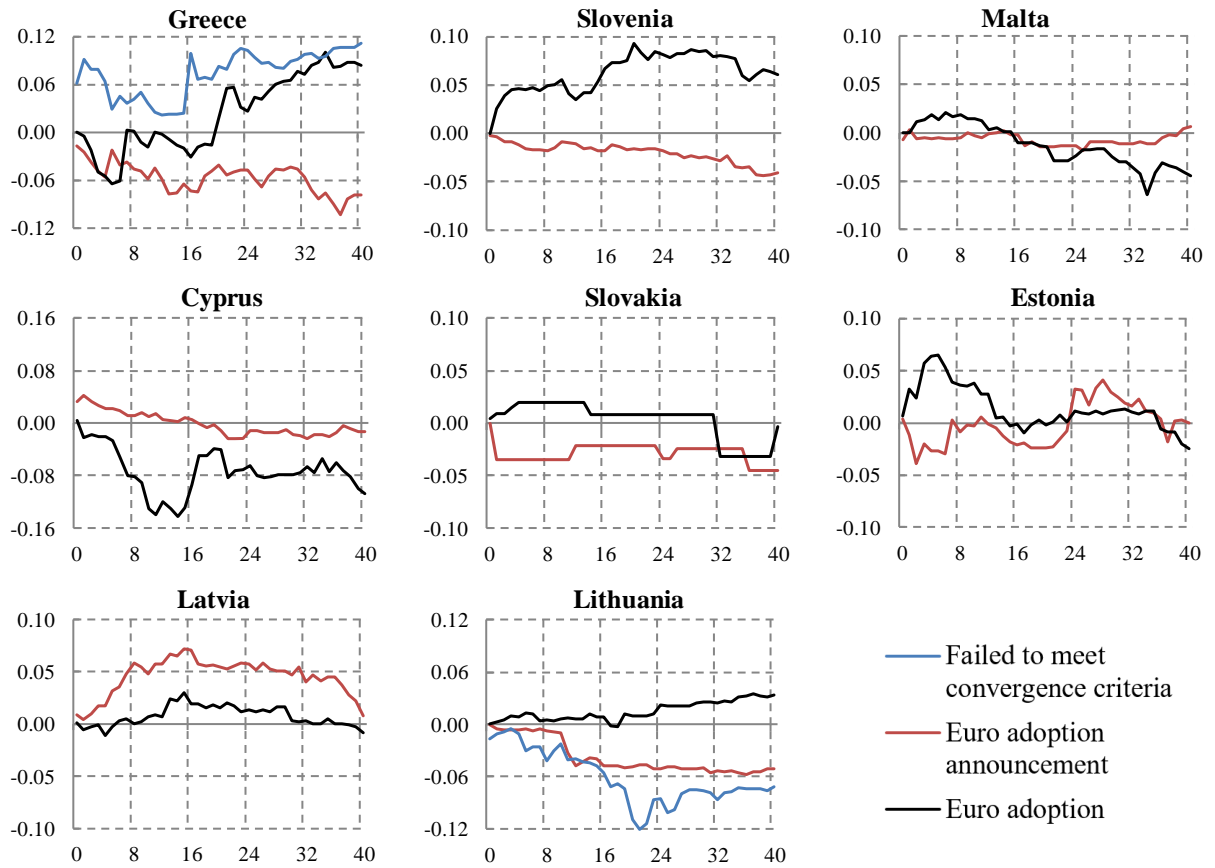 Greece
0.12
0.06
0.00
-0.06
-0.12
0 8 16 24 32 40
Slovenia
0.10
0.05
0.00
-0.05
-0.10
0 8 16 24 32 40
Malta
0.10
0.05
0.00
-0.05
-0.10
0 8 16 24 32 40
Cyprus
0.16
0.08
0.00
-0.08
-0.16
0 8 16 24 32 40
Slovakia
0.10
0.05
0.00
-0.05
-0.10
0 8 16 24 32 40
Estonia
0.10
0.05
0.00
-0.05
-0.10
0 8 16 24 32 40
Latvia
0.10
0.05
0.00
-0.05
-0.10
0 8 16 24 32 40
Lithuania
0.12
0.06
0.00
-0.06
-0.12
0 8 16 24 32 40
Failed to meet
convergence criteria
Euro adoption
announcement
Euro adoption